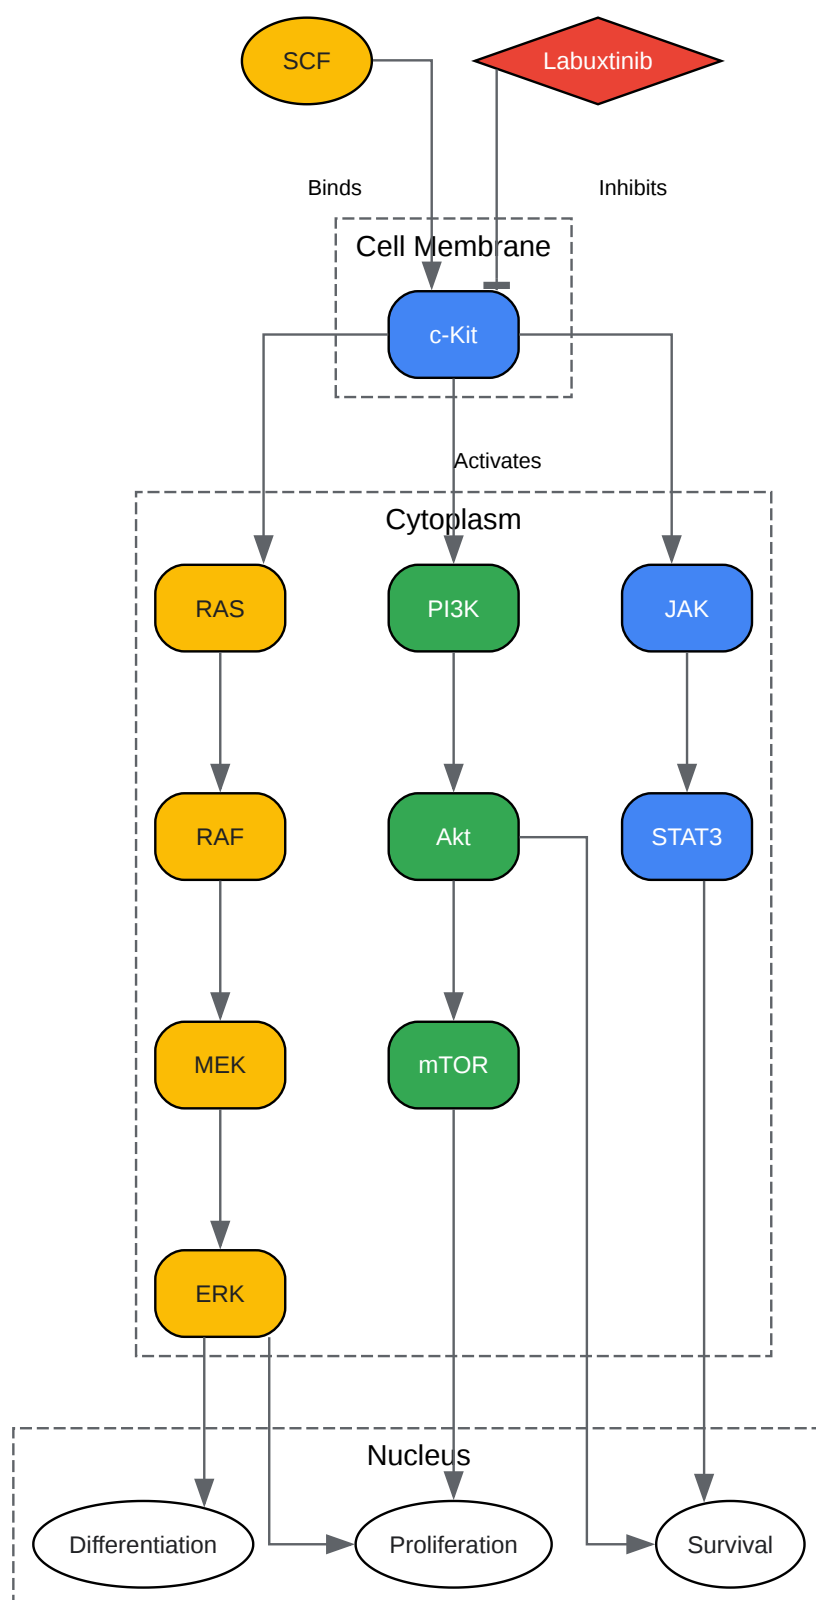 SCF
Labuxtinib
Binds
Inhibits
Cell Membrane
c-Kit
Activates
Cytoplasm
RAS
PI3K
JAK
RAF
Akt
STAT3
MEK
mTOR
ERK
Nucleus
Differentiation
Proliferation
Survival